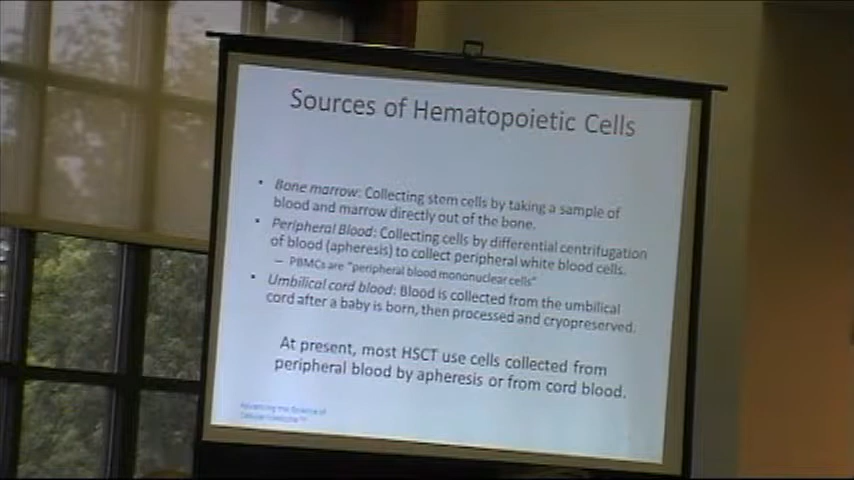 Sources of Hematopoietic Cells
• Bone marrow: Collecting stem cells by taking a sample of
blood and marrow directly out of the bone.
• Peripheral Blood: Collecting cells by differential centrifugation
of blood (apheresis) to collect peripheral white blood cells.
– PBMCs are "peripheral blood mononuclear cells"
• Umbilical cord blood: Blood is collected from the umbilical
cord after a baby is born, then processed and cryopreserved.
At present, most HSCT use cells collected from
peripheral blood by apheresis or from cord blood.
Advancing the Science of
Cellular Medicine™